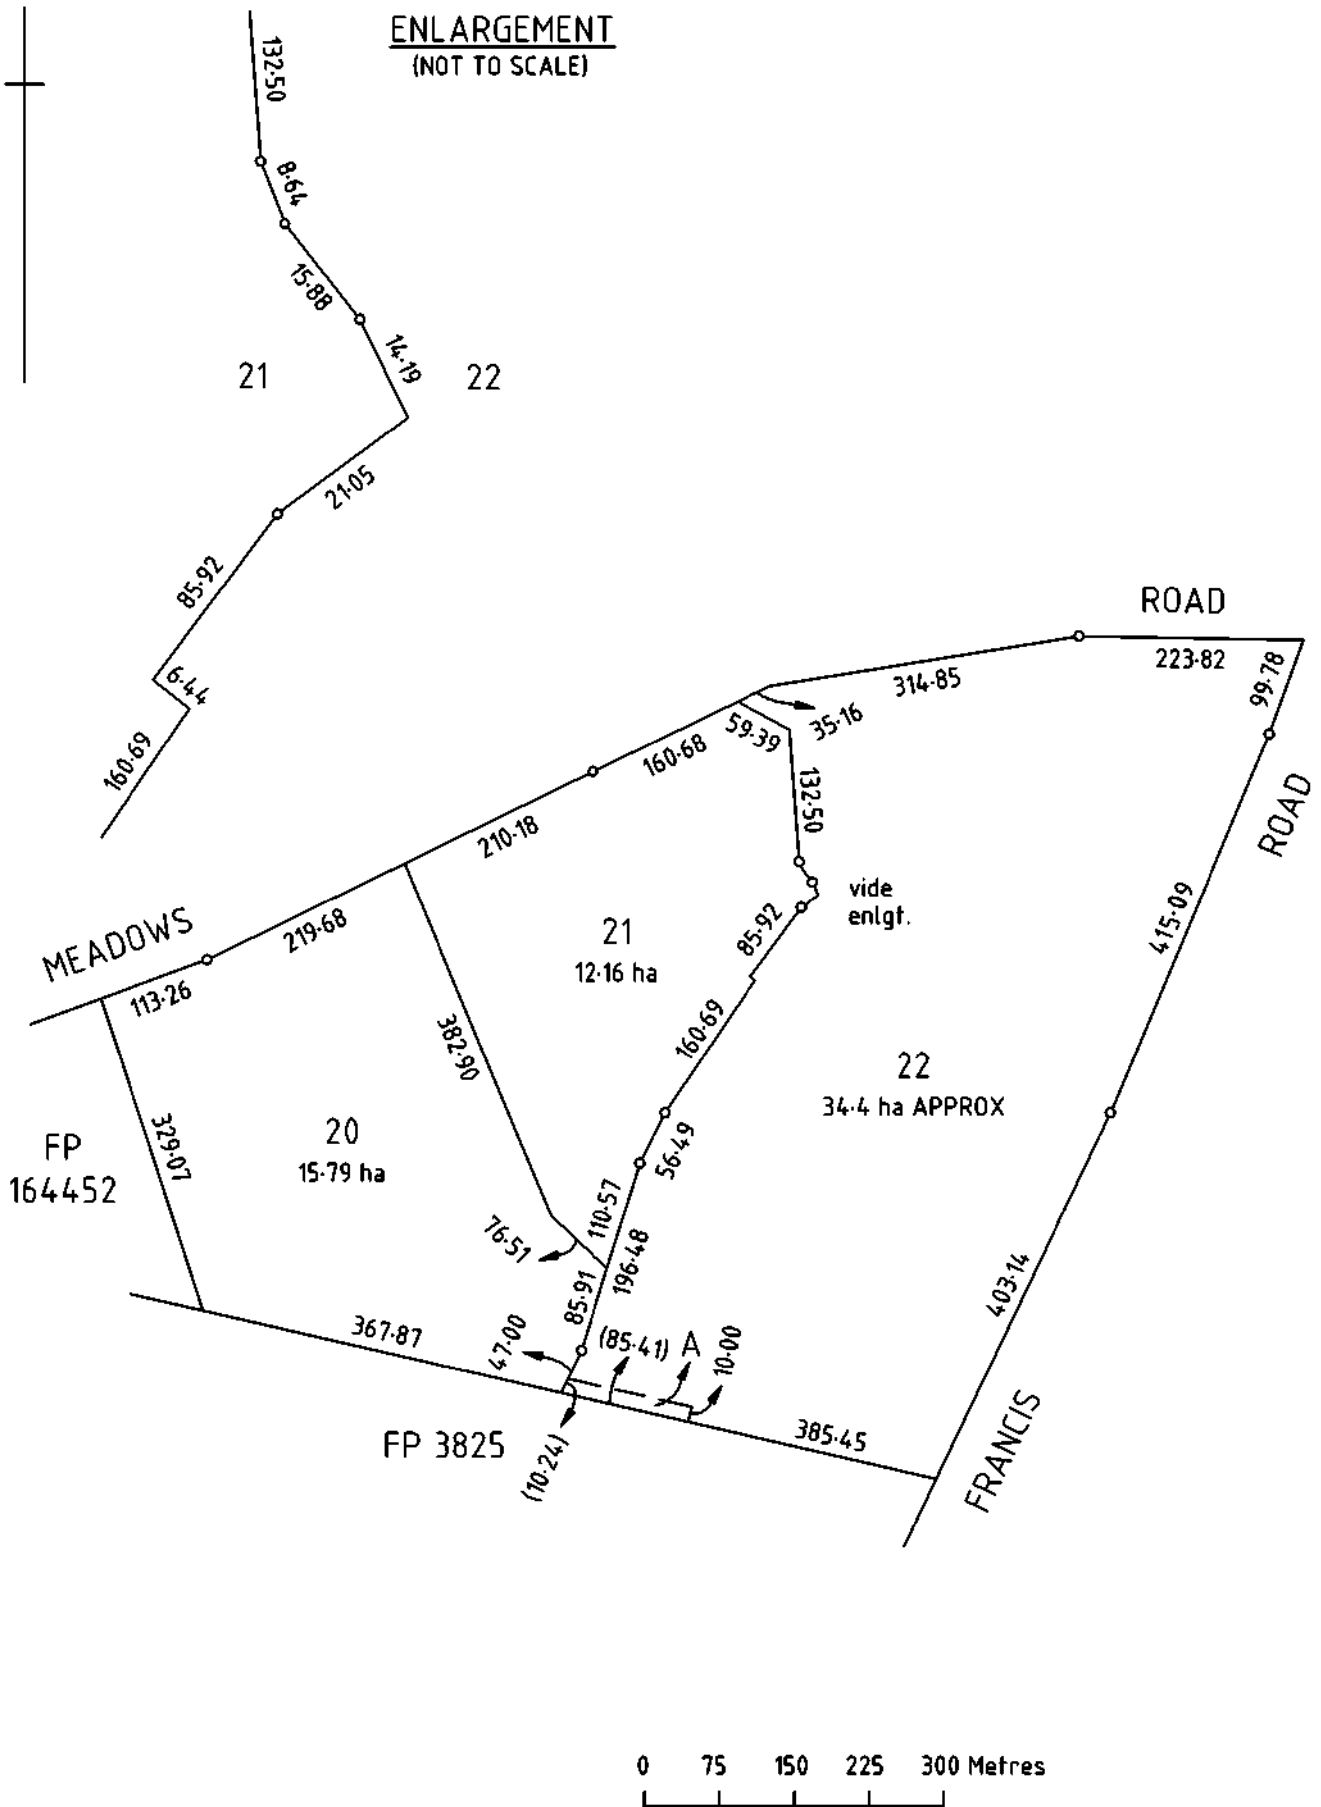 ENLARGEMENT
(NOT TO SCALE)
132·50
8·64
15·88
14·19
21
22
21·05
85·92
6·44
160·69
ROAD
223·82
99·78
314·85
35·16
59·39
160·68
132·50
210·18
ROAD
vide
enlgt.
415·09
85·92
219·68
MEADOWS
113·26
21
12·16 ha
160·69
382·90
22
34·4 ha APPROX
329·07
FP
164452
20
15·79 ha
56·49
110·57
76·51
196·48
403·14
85·91
367·87
47·00
(85·41)
A
10·00
385·45
FP 3825
(10·24)
FRANCIS
0 75 150 225 300 Metres